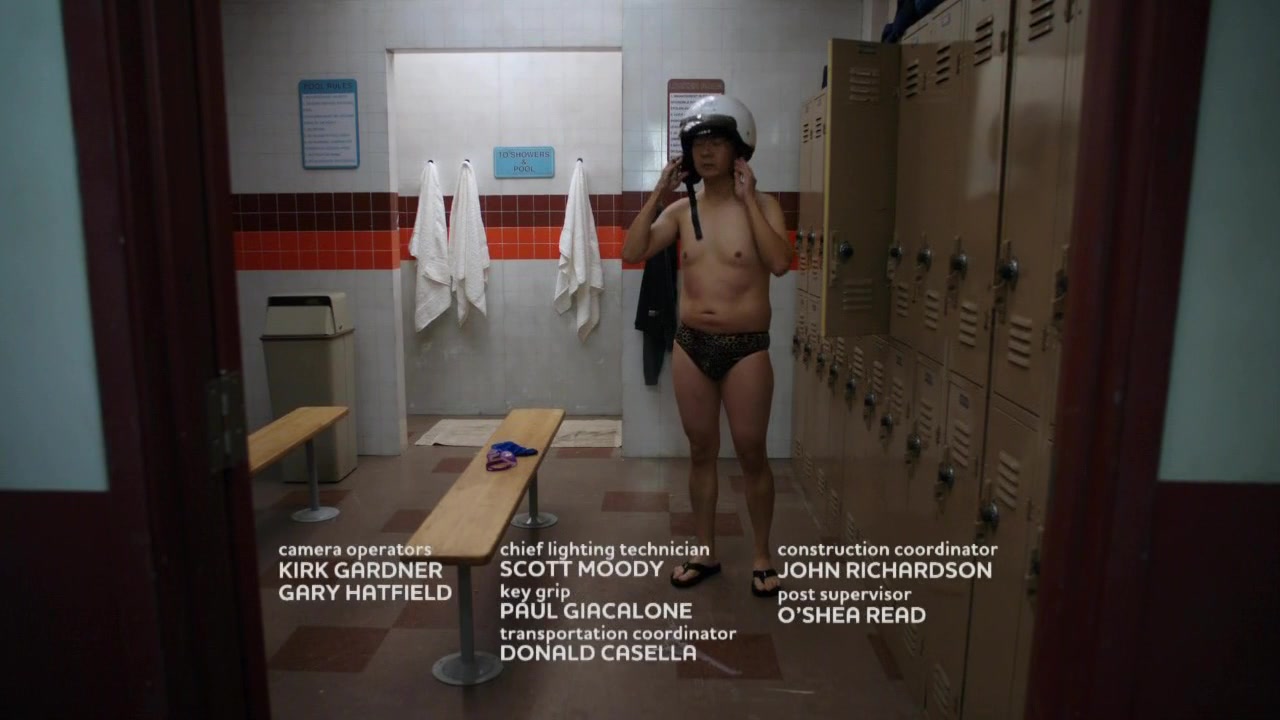 POOL RULES
TO SHOWERS
&
POOL
camera operators
KIRK GARDNER
GARY HATFIELD
chief lighting technician
SCOTT MOODY
key grip
PAUL GIACALONE
transportation coordinator
DONALD CASELLA
construction coordinator
JOHN RICHARDSON
post supervisor
O'SHEA READ